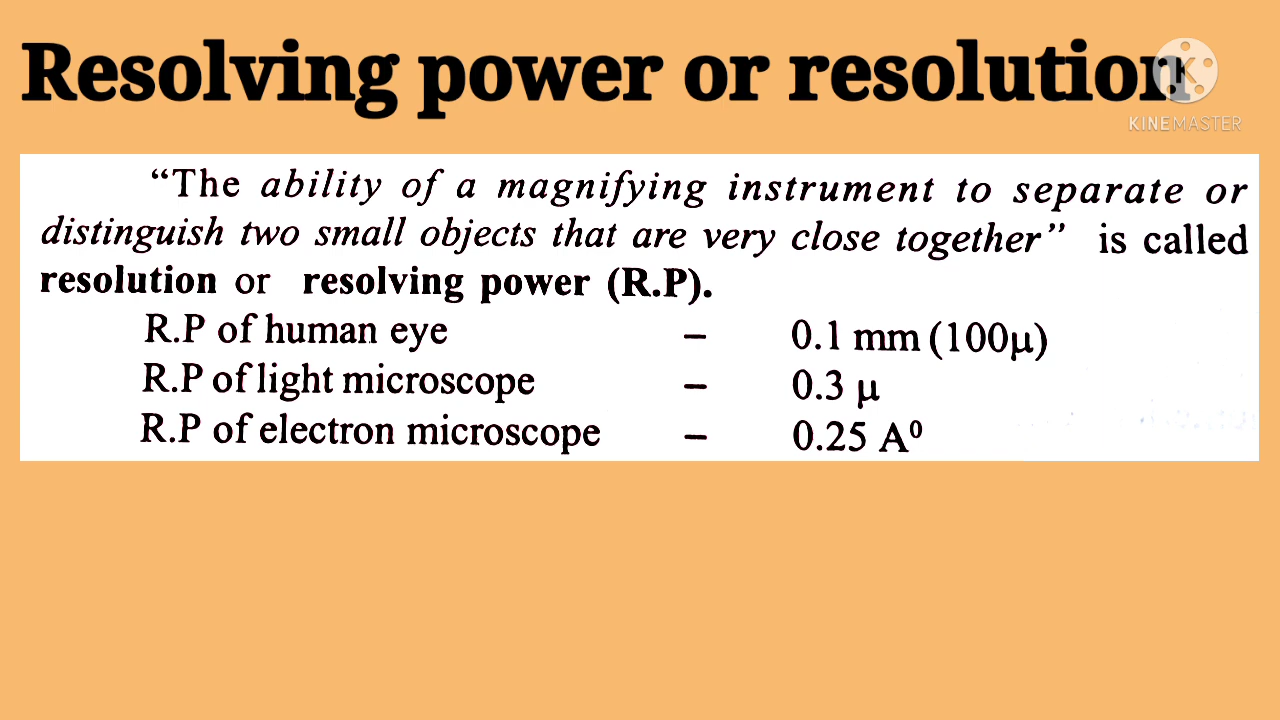 Resolving power or resolution
KINEMASTER
“The ability of a magnifying instrument to separate or
distinguish two small objects that are very close together” is called
resolution or resolving power (R.P).
R.P of human eye – 0.1 mm (100μ)
R.P of light microscope – 0.3 μ
R.P of electron microscope – 0.25 A⁰